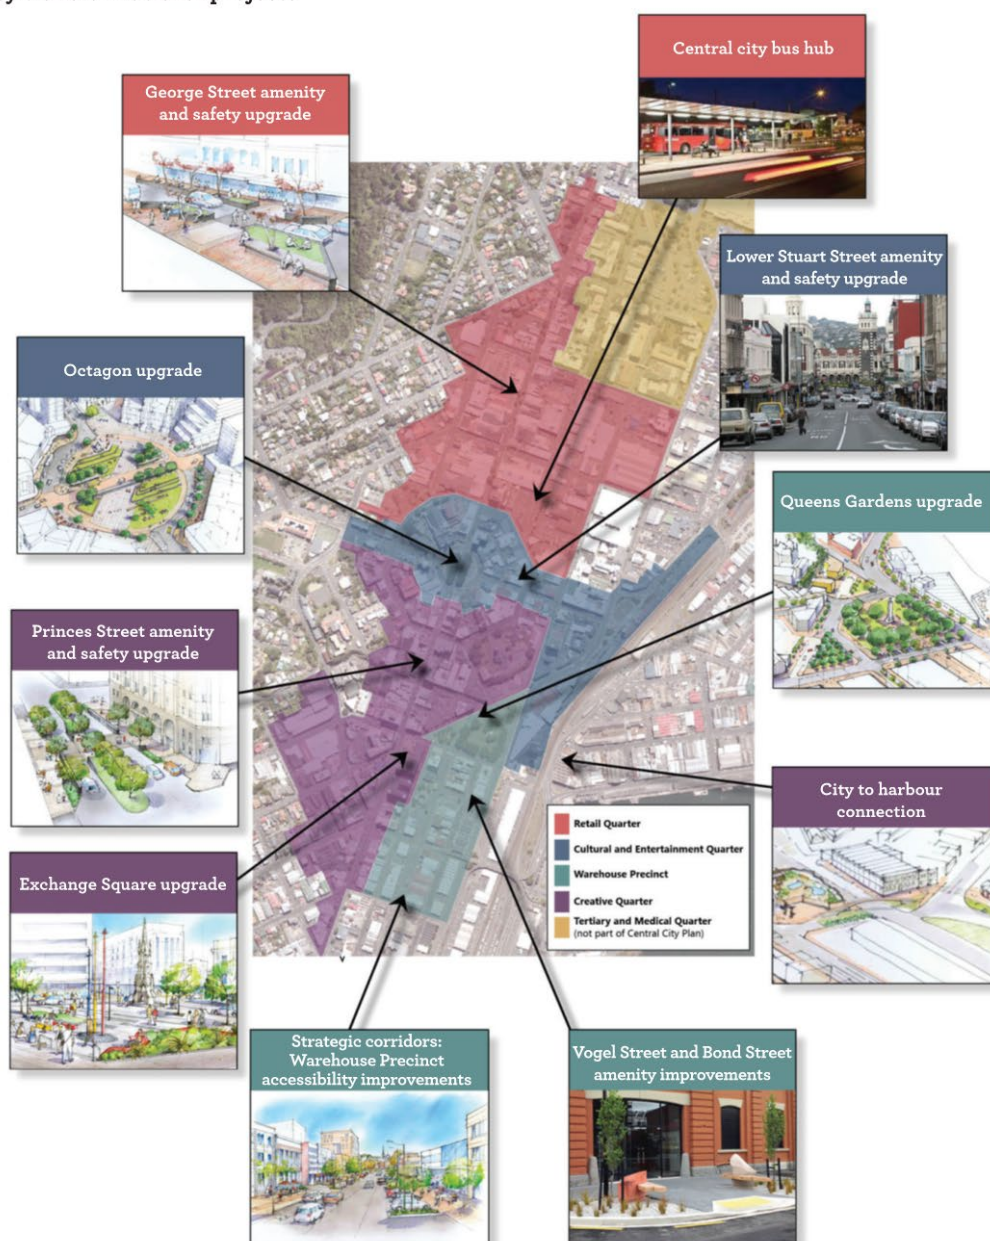 Central city bus hub
George Street amenity
and safety upgrade
Lower Stuart Street amenity
and safety upgrade
Octagon upgrade
Queens Gardens upgrade
Princes Street amenity
and safety upgrade
City to harbour
connection
Exchange Square upgrade
Retail Quarter
Cultural and Entertainment Quarter
Warehouse Precinct
Creative Quarter
Tertiary and Medical Quarter
(not part of Central City Plan)
Strategic corridors:
Warehouse Precinct
accessibility improvements
Vogel Street and Bond Street
amenity improvements